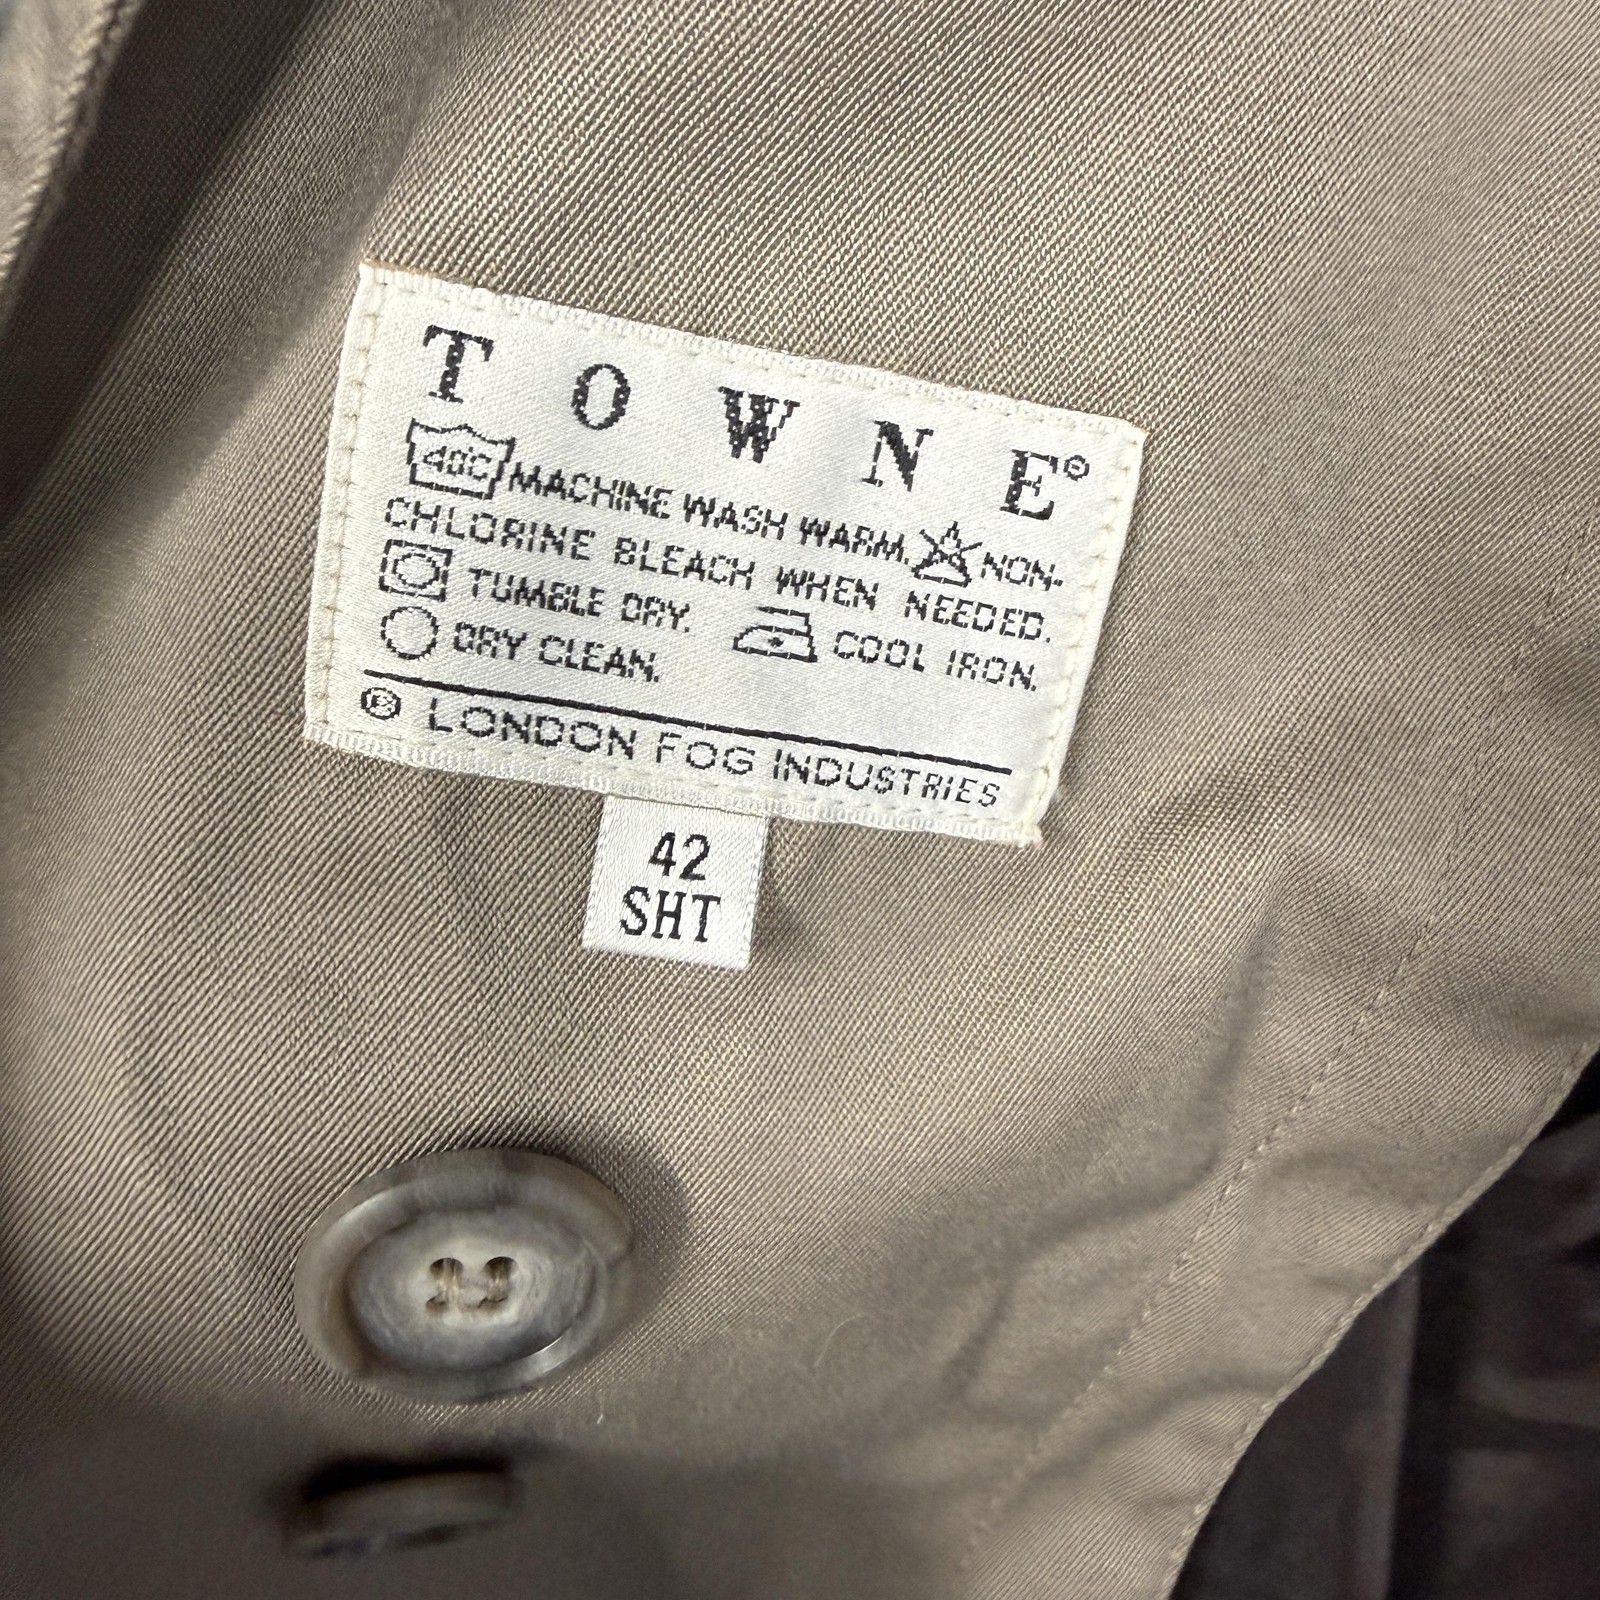 TOWNE®
40°C MACHINE WASH WARM. NON-
CHLORINE BLEACH WHEN NEEDED.
TUMBLE DRY. COOL IRON.
DRY CLEAN.
LONDON FOG INDUSTRIES
42
SHT